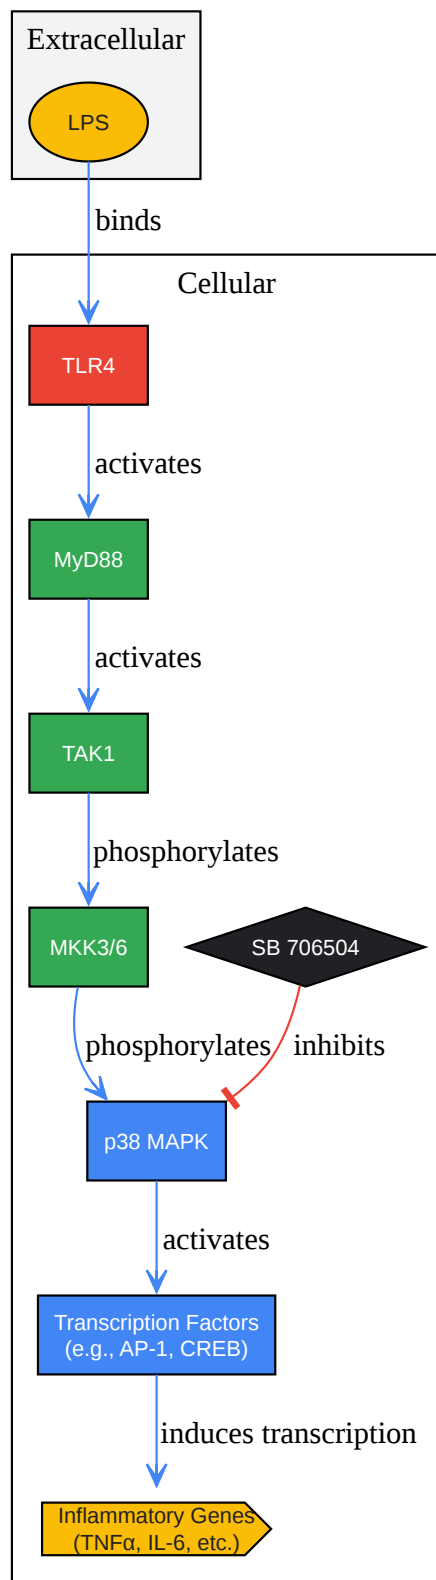 Extracellular
LPS
binds
Cellular
TLR4
activates
MyD88
activates
TAK1
phosphorylates
MKK3/6
SB 706504
phosphorylates
inhibits
p38 MAPK
activates
Transcription Factors
(e.g., AP-1, CREB)
induces transcription
Inflammatory Genes
(TNFα, IL-6, etc.)